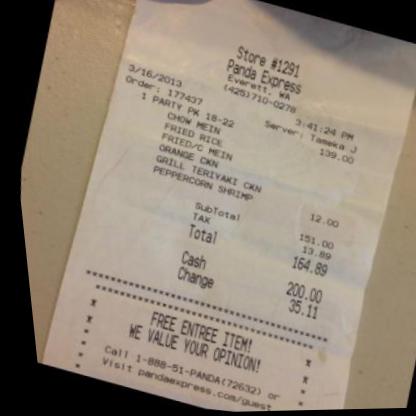 Store #1291
Panda Express
Everett, WA
(425)710-0278
3/16/2013 3:41:24 PM
Order: 177437 Server: Tameka J
1 PARTY PK 18-22 139.00
CHOW MEIN
FRIED RICE
FRIED/C MEIN
ORANGE CKN
GRILL TERIYAKI CKN
PEPPERCORN SHRIMP 12.00
SubTotal 151.00
TAX 13.89
Total 164.89
Cash 200.00
Change 35.11
FREE ENTREE ITEM!
WE VALUE YOUR OPINION!
Call 1-888-51-PANDA(72632) or
Visit pandaexpress.com/guest